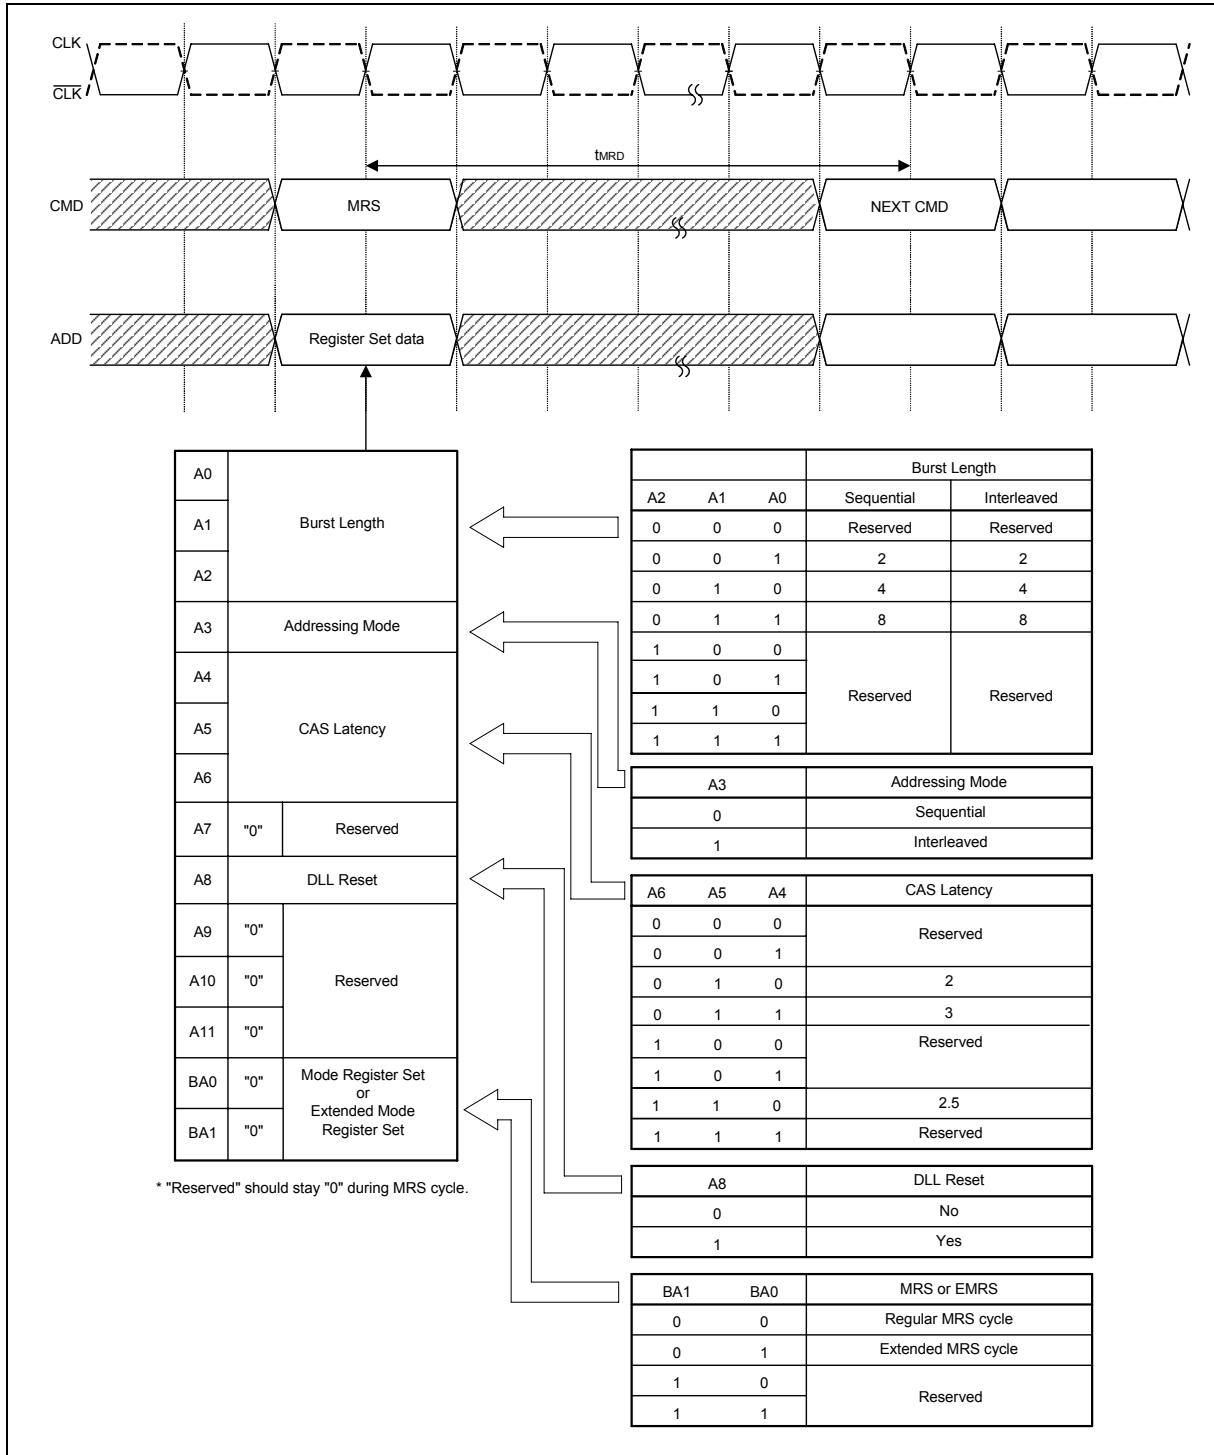 CLK
CLK
tMRD
CMD
MRS
NEXT CMD
ADD
Register Set data
A0
A1
A2
Burst Length
A3
Addressing Mode
A4
A5
A6
CAS Latency
A7 "0" Reserved
A8
DLL Reset
A9 "0"
A10 "0" Reserved
A11 "0"
BA0 "0"
BA1 "0"
Mode Register Set
or
Extended Mode
Register Set
* "Reserved" should stay "0" during MRS cycle.
Burst Length
A2 A1 A0 Sequential Interleaved
0 0 0 Reserved Reserved
0 0 1 2 2
0 1 0 4 4
0 1 1 8 8
1 0 0
1 0 1
Reserved Reserved
1 1 0
1 1 1
A3 Addressing Mode
0 Sequential
1 Interleaved
A6 A5 A4 CAS Latency
0 0 0
Reserved
0 0 1
0 1 0 2
0 1 1 3
1 0 0 Reserved
1 0 1
1 1 0 2.5
1 1 1 Reserved
A8 DLL Reset
0 No
1 Yes
BA1 BA0 MRS or EMRS
0 0 Regular MRS cycle
0 1 Extended MRS cycle
1 0
Reserved
1 1